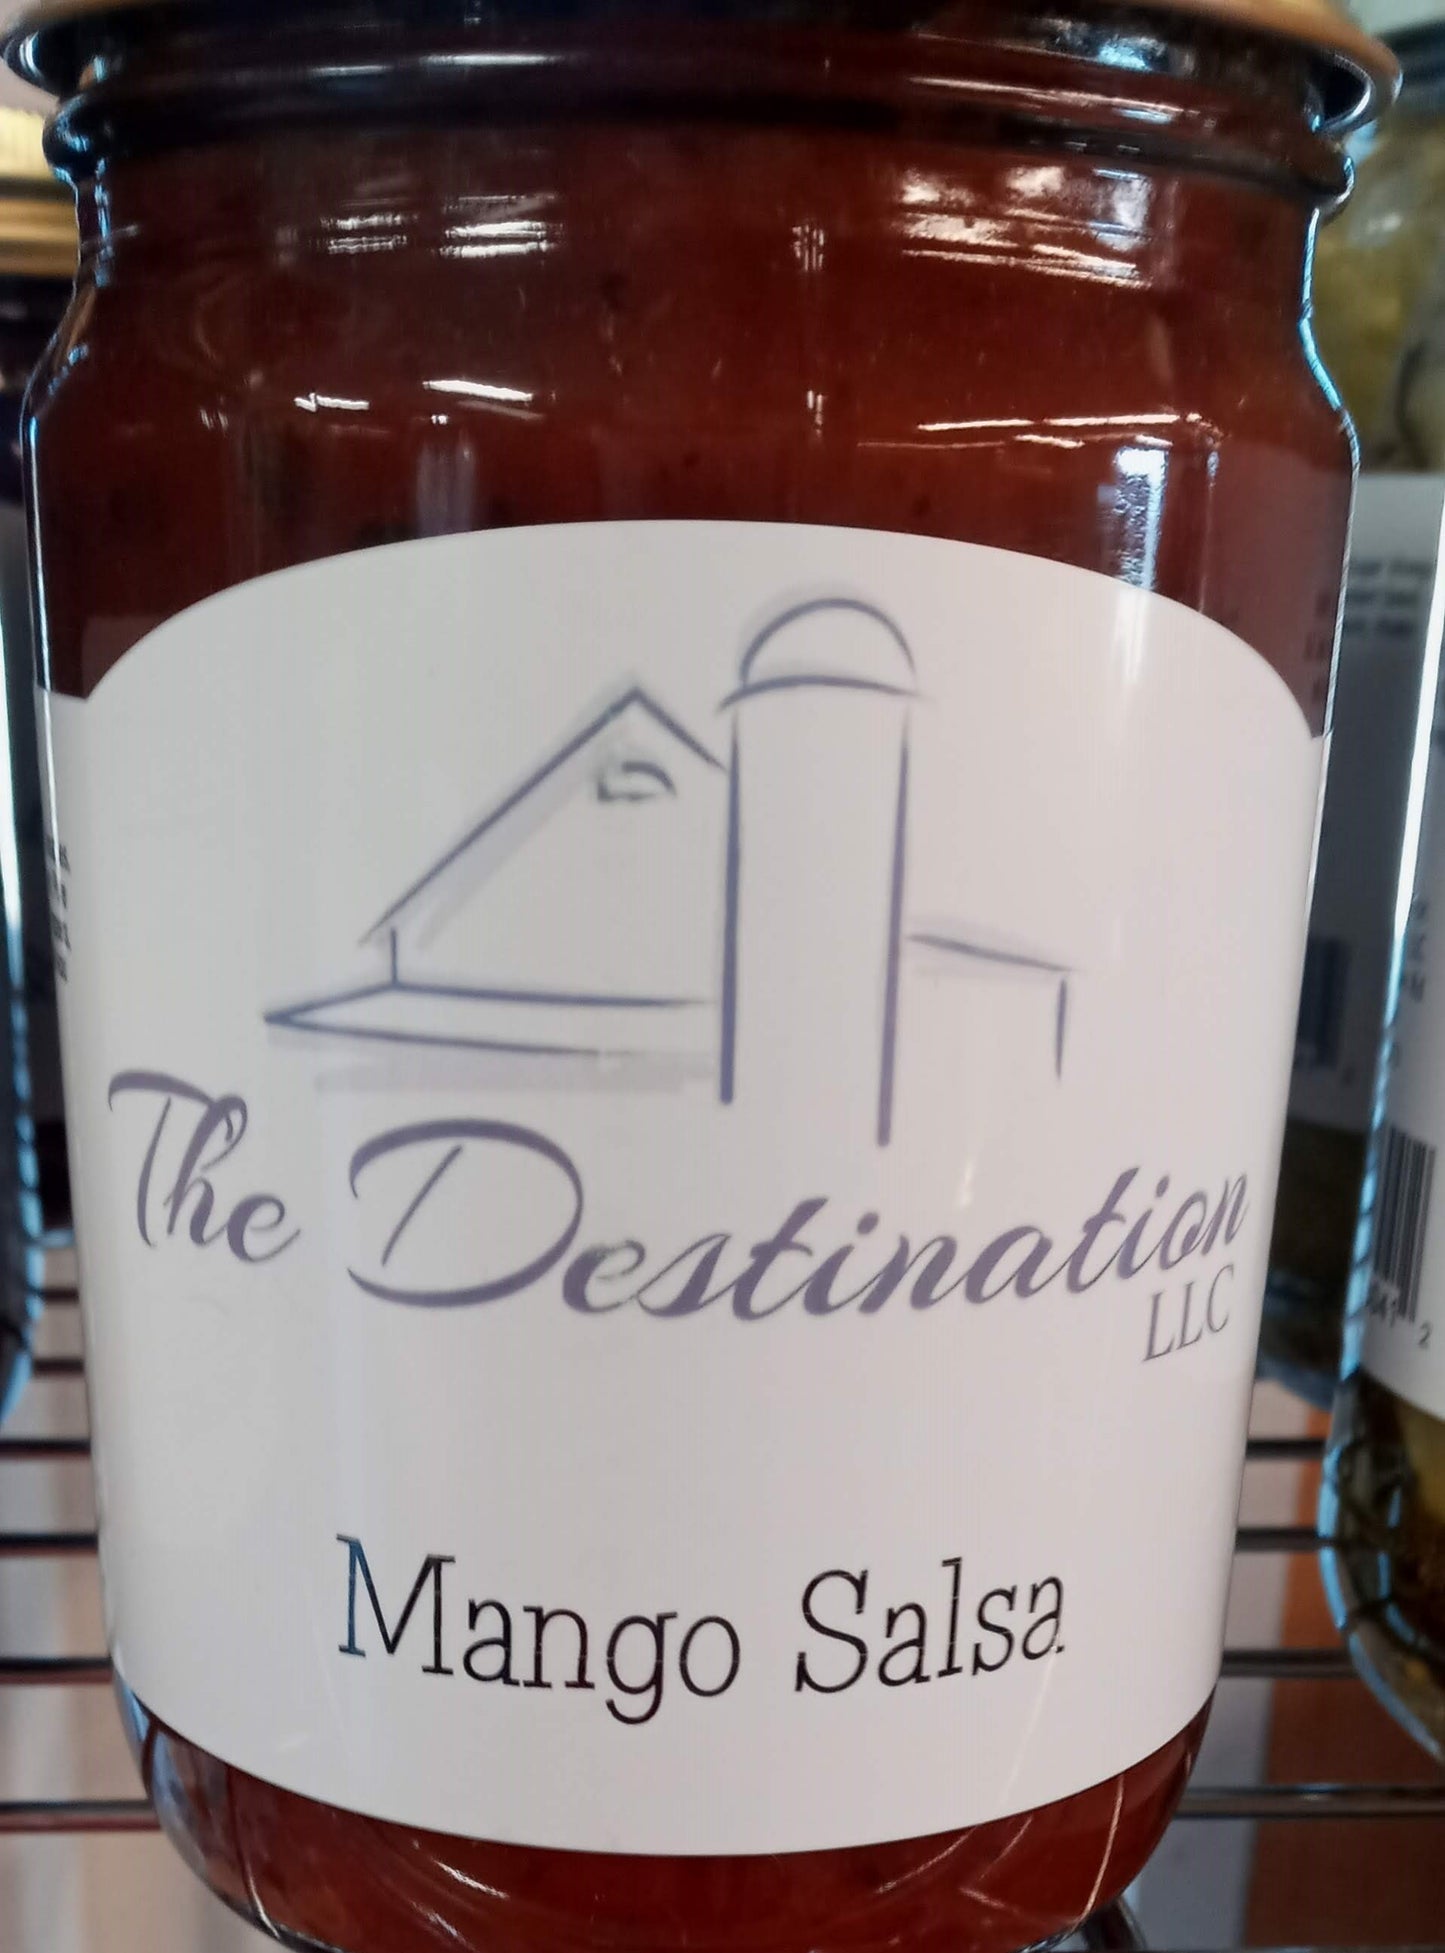 The Destination
LLC
Mango Salsa